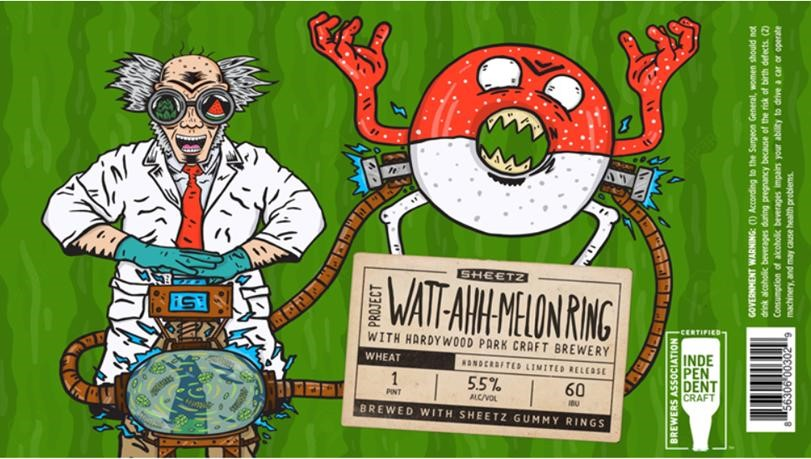 iSi
SHEETZ
PROJECT
WATT-AHH-MELON RING
WITH HARDYWOOD PARK CRAFT BREWERY
WHEAT
HANDCRAFTED LIMITED RELEASE
1
PINT
5.5%
ALC/VOL
60
IBU
BREWED WITH SHEETZ GUMMY RINGS
GOVERNMENT WARNING: (1) According to the Surgeon General, women should not
drink alcoholic beverages during pregnancy because of the risk of birth defects. (2)
Consumption of alcoholic beverages impairs your ability to drive a car or operate
machinery, and may cause health problems.
BREWERS ASSOCIATION
CERTIFIED
INDE
PEN
DENT
CRAFT
8 56306 00302 9